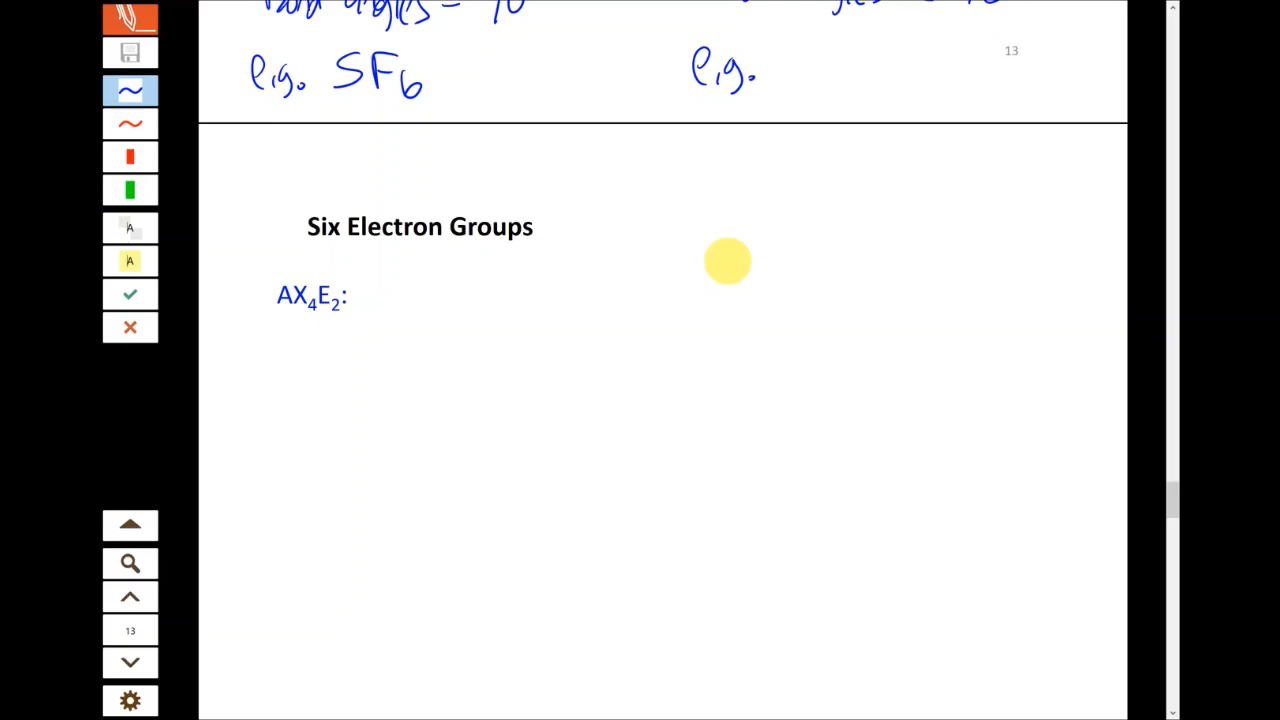 13
e.g. SF6
e.g.
Six Electron Groups
AX4E2:
A
A
13